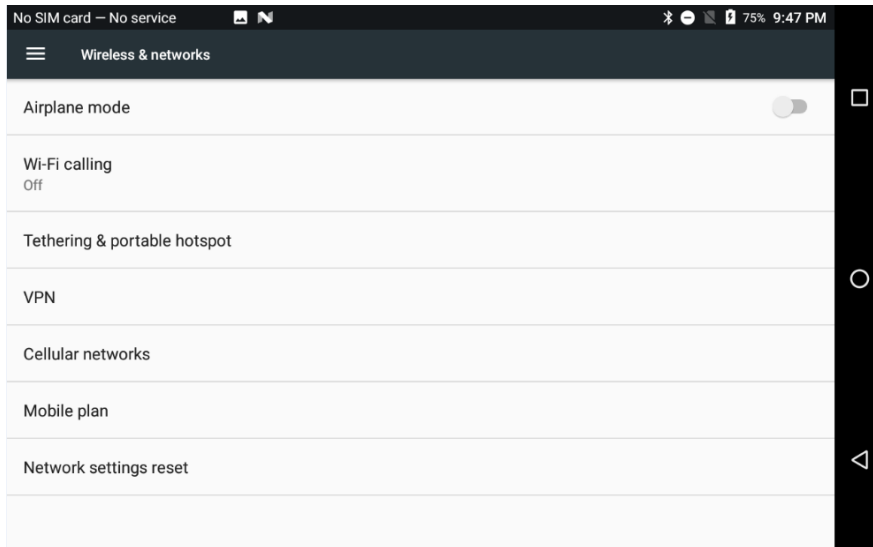 No SIM card — No service
75% 9:47 PM
Wireless & networks
Airplane mode
Wi-Fi calling
Off
Tethering & portable hotspot
VPN
Cellular networks
Mobile plan
Network settings reset